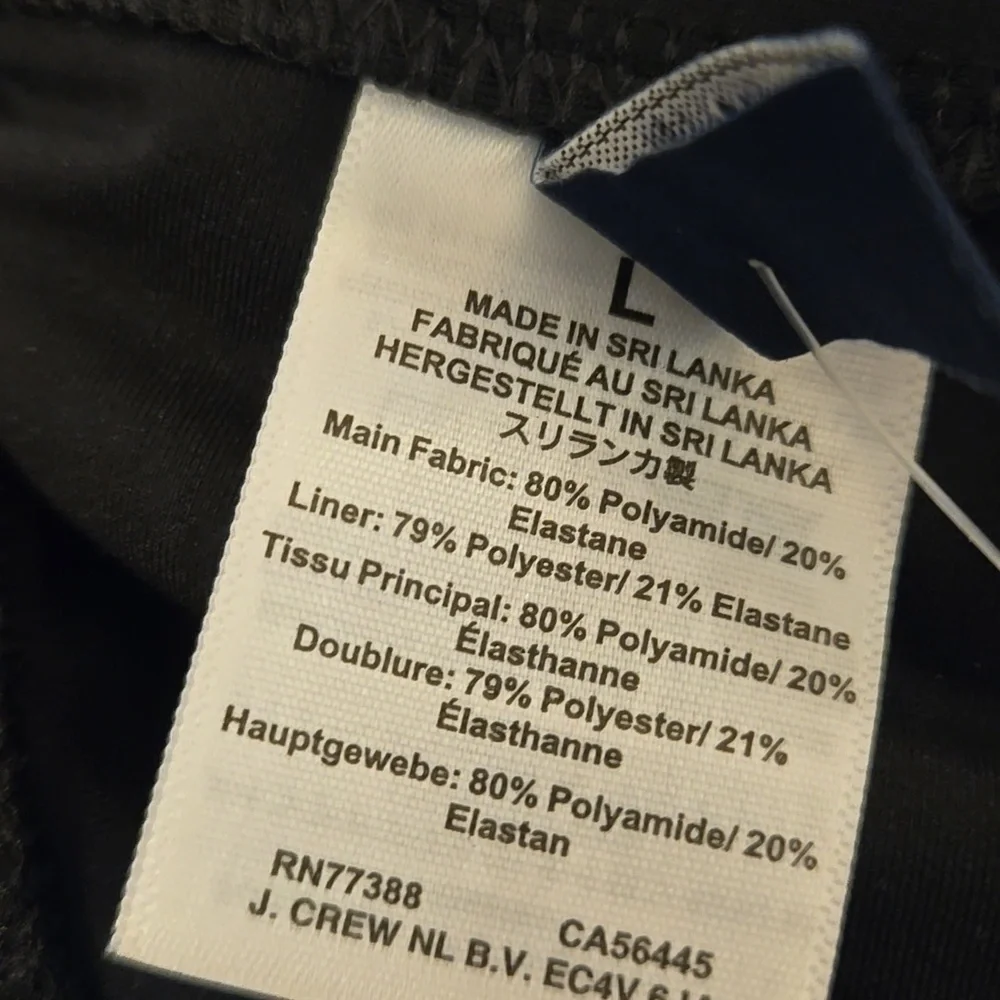 L
MADE IN SRI LANKA
FABRIQUÉ AU SRI LANKA
HERGESTELLT IN SRI LANKA
スリランカ製
Main Fabric: 80% Polyamide/ 20%
Elastane
Liner: 79% Polyester/ 21% Elastane
Tissu Principal: 80% Polyamide/ 20%
Élasthanne
Doublure: 79% Polyester/ 21%
Élasthanne
Hauptgewebe: 80% Polyamide/ 20%
Elastan
RN77388 CA56445
J. CREW NL B.V. EC4V